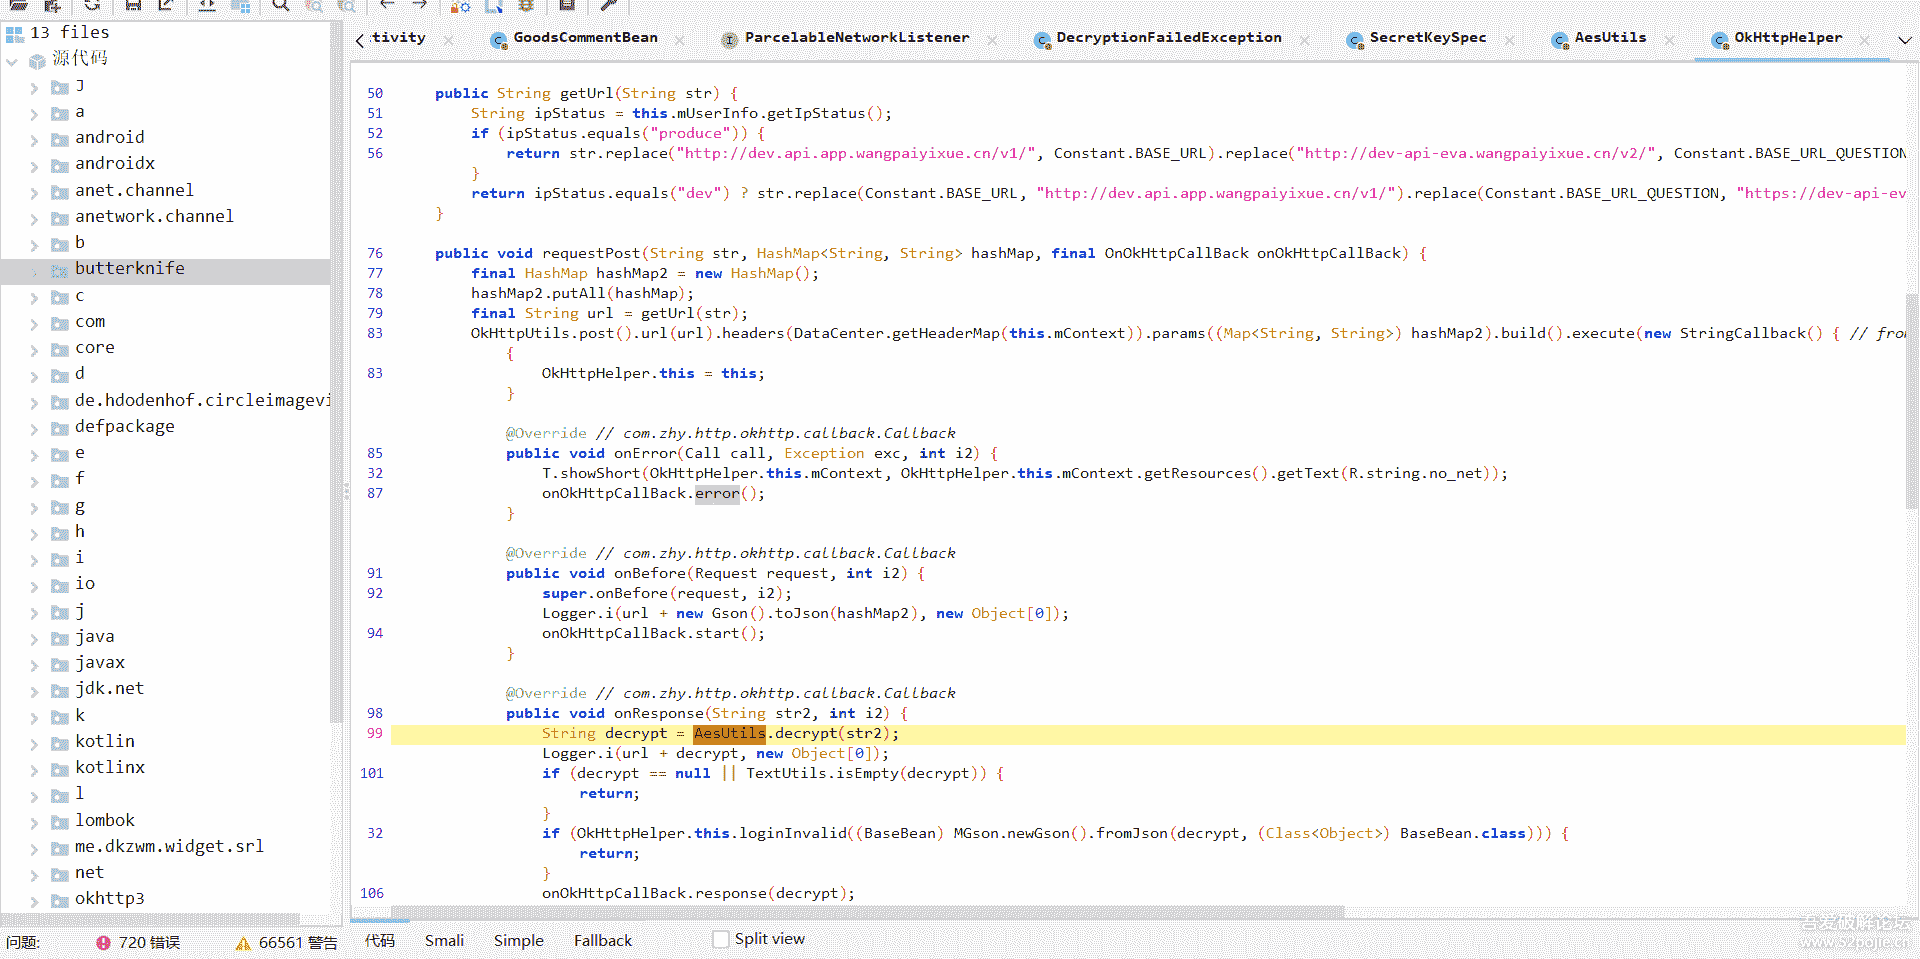 tivity
GoodsCommentBean
ParcelableNetworkListener
DecryptionFailedException
SecretKeySpec
AesUtils
OkHttpHelper
13 files
源代码
J
a
android
androidx
anet.channel
anetwork.channel
b
butterknife
c
com
core
d
de.hdodenhof.circleimagevi
defpackage
e
f
g
h
i
io
j
java
javax
jdk.net
k
kotlin
kotlinx
l
lombok
me.dkzwm.widget.srl
net
okhttp3
50 public String getUrl(String str) {
51 String ipStatus = this.mUserInfo.getIpStatus();
52 if (ipStatus.equals("produce")) {
56 return str.replace("http://dev.api.app.wangpaiyixue.cn/v1/", Constant.BASE_URL).replace("http://dev-api-eva.wangpaiyixue.cn/v2/", Constant.BASE_URL_QUESTION
}
return ipStatus.equals("dev") ? str.replace(Constant.BASE_URL, "http://dev.api.app.wangpaiyixue.cn/v1/").replace(Constant.BASE_URL_QUESTION, "https://dev-api-ev
}
76 public void requestPost(String str, HashMap<String, String> hashMap, final OnOkHttpCallBack onOkHttpCallBack) {
77 final HashMap hashMap2 = new HashMap();
78 hashMap2.putAll(hashMap);
79 final String url = getUrl(str);
83 OkHttpUtils.post().url(url).headers(DataCenter.getHeaderMap(this.mContext)).params((Map<String, String>) hashMap2).build().execute(new StringCallback() { // fro
{
83 OkHttpHelper.this = this;
}
@Override // com.zhy.http.okhttp.callback.Callback
85 public void onError(Call call, Exception exc, int i2) {
32 T.showShort(OkHttpHelper.this.mContext, OkHttpHelper.this.mContext.getResources().getText(R.string.no_net));
87 onOkHttpCallBack.error();
}
@Override // com.zhy.http.okhttp.callback.Callback
91 public void onBefore(Request request, int i2) {
92 super.onBefore(request, i2);
Logger.i(url + new Gson().toJson(hashMap2), new Object[0]);
94 onOkHttpCallBack.start();
}
@Override // com.zhy.http.okhttp.callback.Callback
98 public void onResponse(String str2, int i2) {
99 String decrypt = AesUtils.decrypt(str2);
Logger.i(url + decrypt, new Object[0]);
101 if (decrypt == null || TextUtils.isEmpty(decrypt)) {
return;
}
32 if (OkHttpHelper.this.loginInvalid((BaseBean) MGson.newGson().fromJson(decrypt, (Class<Object>) BaseBean.class))) {
return;
}
106 onOkHttpCallBack.response(decrypt);
问题: 720 错误 66561 警告
代码 Smali Simple Fallback Split view
吾爱破解论坛
www.52pojie.cn